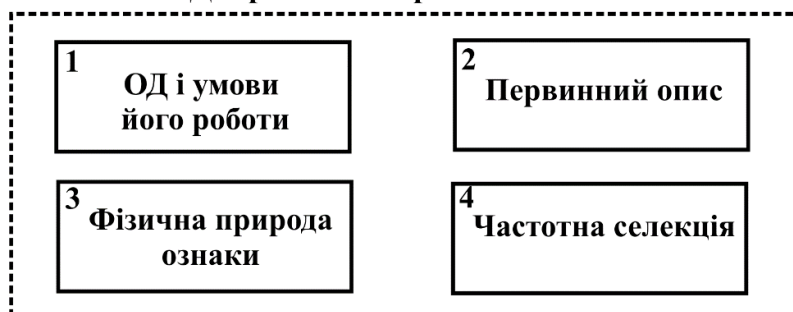 1
ОД і умови
його роботи
2
Первинний опис
3
Фізична природа
ознаки
4
Частотна селекція